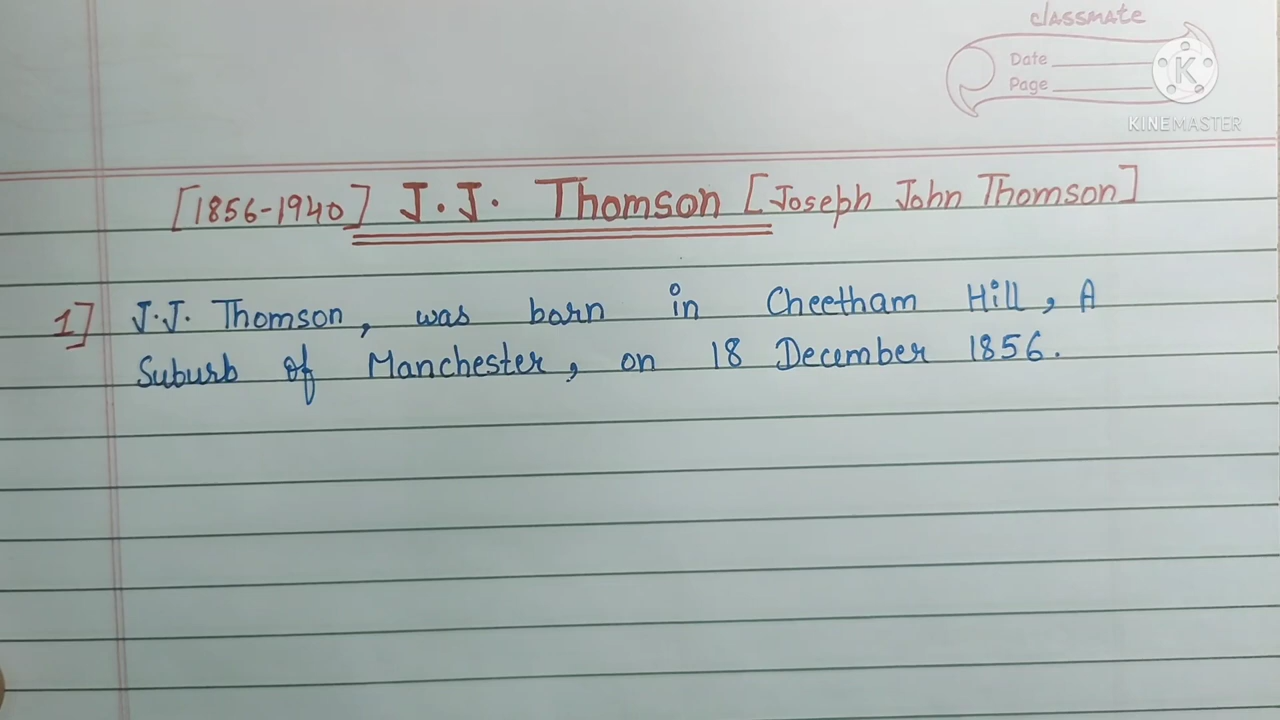 classmate
Date
Page
K
KINEMASTER
[1856-1940] J.J. Thomson [Joseph John Thomson]
1] J.J. Thomson, was born in Cheetham Hill, A
Suburb of Manchester, on 18 December 1856.